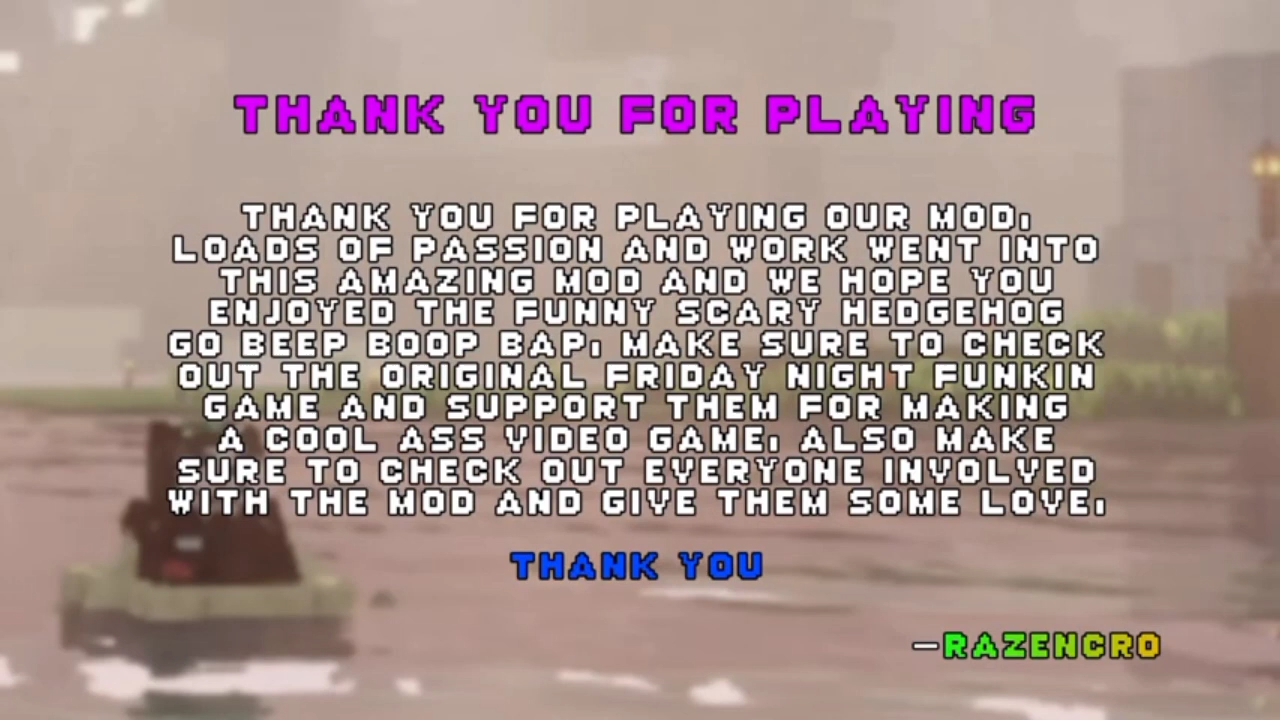 THANK YOU FOR PLAYING
THANK YOU FOR PLAYING OUR MOD.
LOADS OF PASSION AND WORK WENT INTO
THIS AMAZING MOD AND WE HOPE YOU
ENJOYED THE FUNNY SCARY HEDGEHOG
GO BEEP BOOP BAP. MAKE SURE TO CHECK
OUT THE ORIGINAL FRIDAY NIGHT FUNKIN
GAME AND SUPPORT THEM FOR MAKING
A COOL ASS VIDEO GAME. ALSO MAKE
SURE TO CHECK OUT EVERYONE INVOLVED
WITH THE MOD AND GIVE THEM SOME LOVE.
THANK YOU
-RAZENCRO